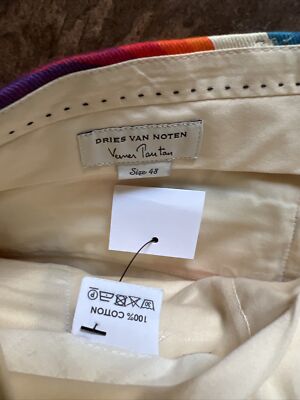 DRIES VAN NOTEN
Verner Panton
Size 48
100% COTTON